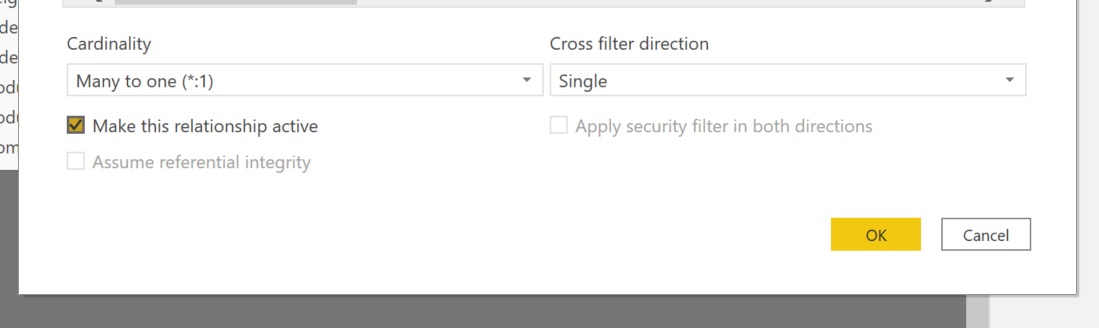 Cardinality
Cross filter direction
Many to one (*:1)
Single
Make this relationship active
Apply security filter in both directions
Assume referential integrity
OK
Cancel